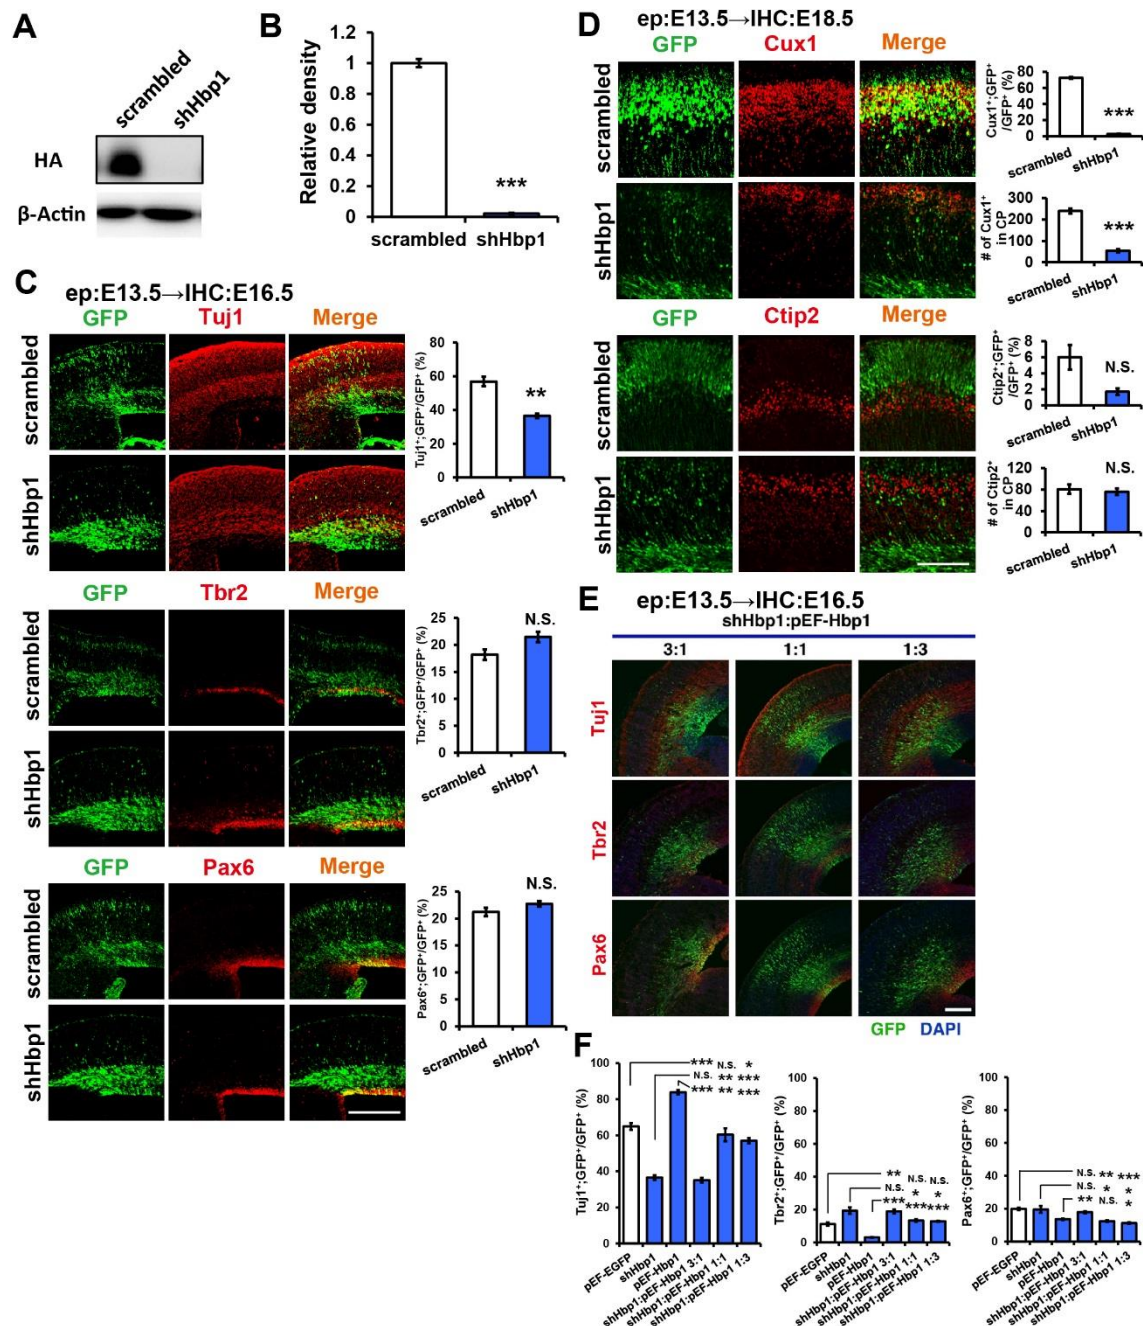 A
scrambled
shHbp1
HA
β-Actin
B
Relative density
1.2
1
0.8
0.6
0.4
0.2
0
***
scrambled shHbp1
C
ep:E13.5→IHC:E16.5
GFP Tuj1 Merge
scrambled
shHbp1
Tuj1⁺;GFP⁺/GFP⁺ (%)
80
60
40
20
0
**
scrambled
shHbp1
GFP Tbr2 Merge
scrambled
shHbp1
Tbr2⁺;GFP⁺/GFP⁺ (%)
25
20
15
10
5
0
N.S.
scrambled
shHbp1
GFP Pax6 Merge
scrambled
shHbp1
Pax6⁺;GFP⁺/GFP⁺ (%)
25
20
15
10
5
0
N.S.
scrambled
shHbp1
D
ep:E13.5→IHC:E18.5
GFP Cux1 Merge
scrambled
shHbp1
Cux1⁺;GFP⁺
/GFP⁺ (%)
80
60
40
20
0
***
scrambled
shHbp1
# of Cux1⁺
in CP
300
200
100
0
***
scrambled
shHbp1
GFP Ctip2 Merge
scrambled
shHbp1
Ctip2⁺;GFP⁺
/GFP⁺ (%)
8
6
4
2
0
N.S.
scrambled
shHbp1
# of Ctip2⁺
in CP
120
80
40
0
N.S.
scrambled
shHbp1
E
ep:E13.5→IHC:E16.5
shHbp1:pEF-Hbp1
3:1 1:1 1:3
Tuj1
Tbr2
Pax6
GFP DAPI
F
Tuj1⁺;GFP⁺/GFP⁺ (%)
100
80
60
40
20
0
*** N.S. *
N.S. ** ***
*** ** ***
pEF-EGFP
shHbp1
pEF-Hbp1
shHbp1:pEF-Hbp1 3:1
shHbp1:pEF-Hbp1 1:1
shHbp1:pEF-Hbp1 1:3
Tbr2⁺;GFP⁺/GFP⁺ (%)
100
80
60
40
20
0
** N.S. N.S.
N.S. * *
*** *** ***
pEF-EGFP
shHbp1
pEF-Hbp1
shHbp1:pEF-Hbp1 3:1
shHbp1:pEF-Hbp1 1:1
shHbp1:pEF-Hbp1 1:3
Pax6⁺;GFP⁺/GFP⁺ (%)
100
80
60
40
20
0
N.S. ** ***
N.S. * *
** N.S. *
pEF-EGFP
shHbp1
pEF-Hbp1
shHbp1:pEF-Hbp1 3:1
shHbp1:pEF-Hbp1 1:1
shHbp1:pEF-Hbp1 1:3